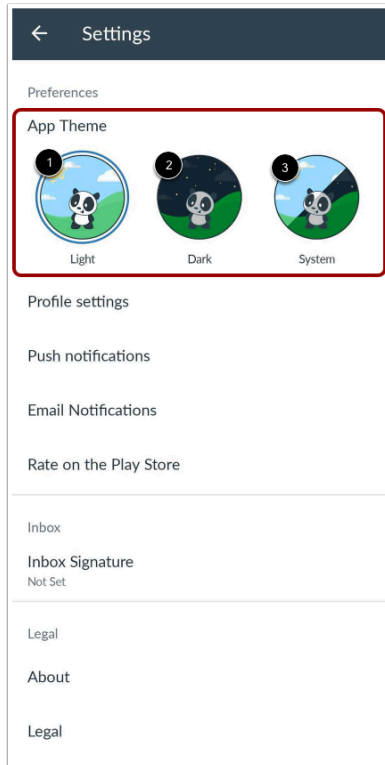 Settings
Preferences
App Theme
1 2 3
Light Dark System
Profile settings
Push notifications
Email Notifications
Rate on the Play Store
Inbox
Inbox Signature
Not Set
Legal
About
Legal